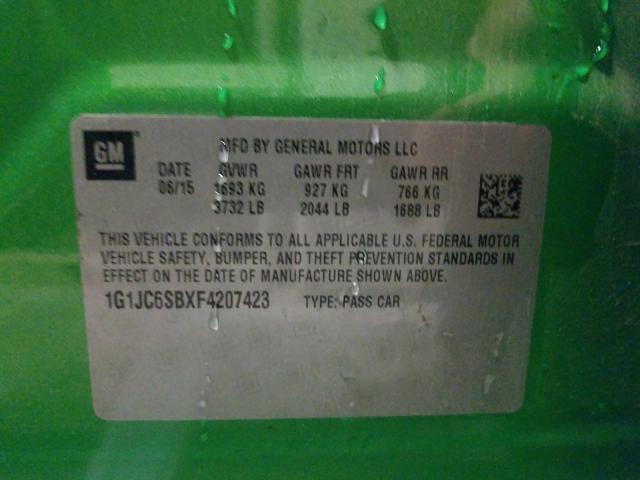 GM
MFD BY GENERAL MOTORS LLC
DATE GVWR GAWR FRT GAWR RR
06/15 1693 KG 927 KG 766 KG
3732 LB 2044 LB 1688 LB
THIS VEHICLE CONFORMS TO ALL APPLICABLE U.S. FEDERAL MOTOR
VEHICLE SAFETY, BUMPER, AND THEFT PREVENTION STANDARDS IN
EFFECT ON THE DATE OF MANUFACTURE SHOWN ABOVE.
1G1JC6SBXF4207423 TYPE: PASS CAR